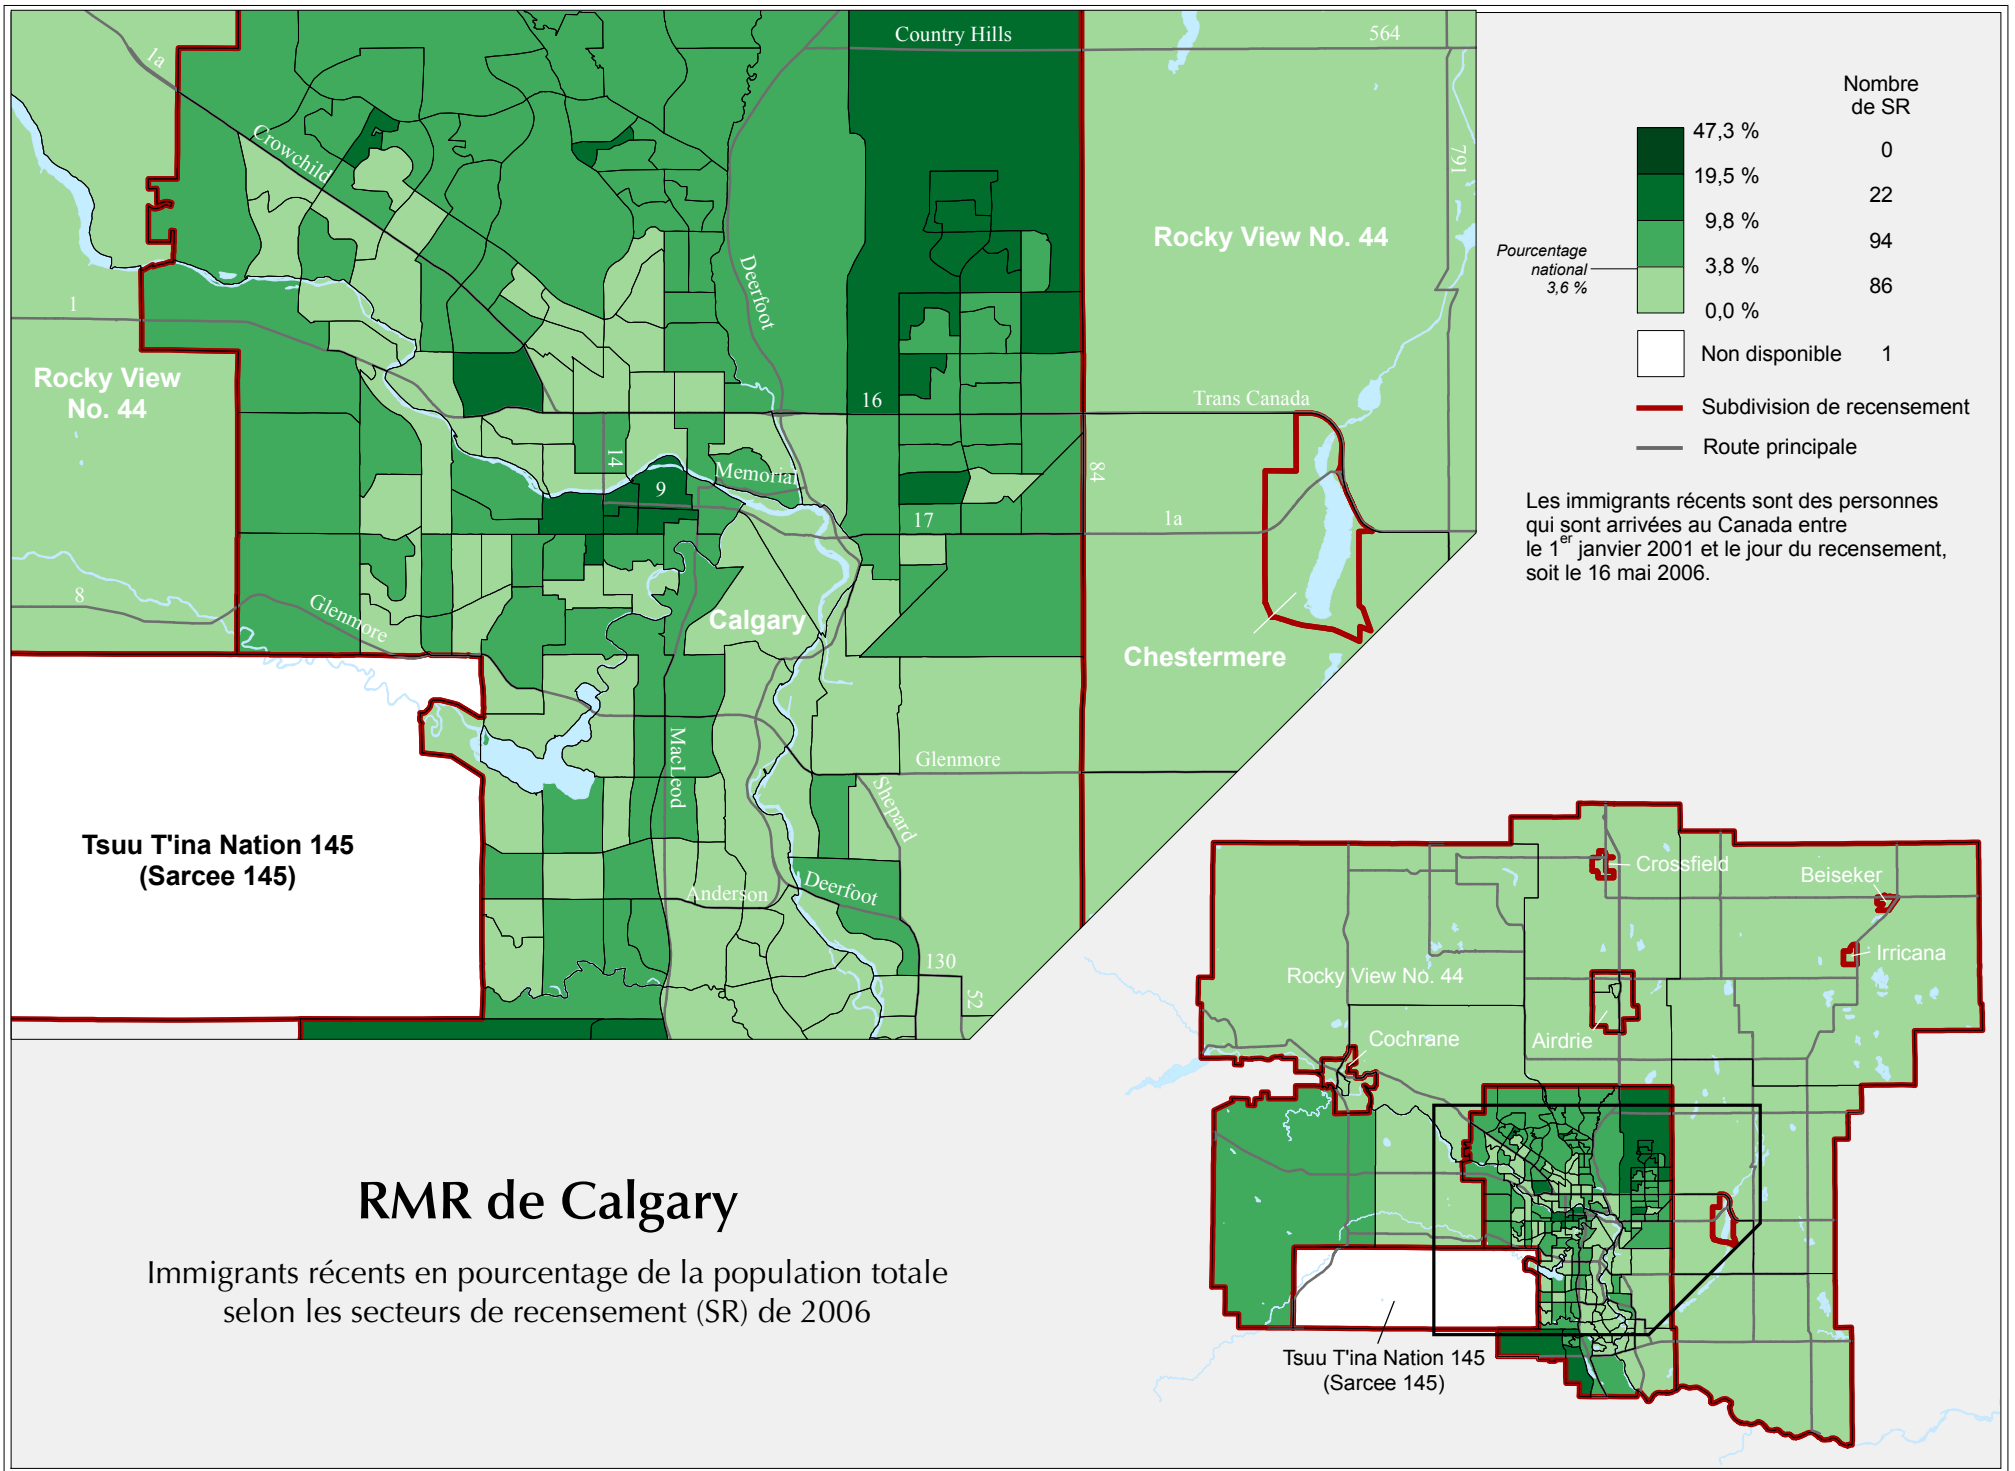 Country Hills
564
1a
Crowchild
791
Rocky View No. 44
Deerfoot
1
Rocky View
No. 44
16
Trans Canada
14
Memorial
9
84
17
1a
8
Glenmore
Calgary
Chestermere
MacLeod
Glenmore
Shepard
Tsuu T'ina Nation 145
(Sarcee 145)
Anderson
Deerfoot
130
52
Nombre
de SR
47,3 %
0
19,5 %
22
9,8 %
94
Pourcentage
national
3,6 %
3,8 %
86
0,0 %
Non disponible 1
Subdivision de recensement
Route principale
Les immigrants récents sont des personnes
qui sont arrivées au Canada entre
le 1er janvier 2001 et le jour du recensement,
soit le 16 mai 2006.
Crossfield
Beiseker
Irricana
Rocky View No. 44
Cochrane
Airdrie
Tsuu T'ina Nation 145
(Sarcee 145)
RMR de Calgary
Immigrants récents en pourcentage de la population totale
selon les secteurs de recensement (SR) de 2006